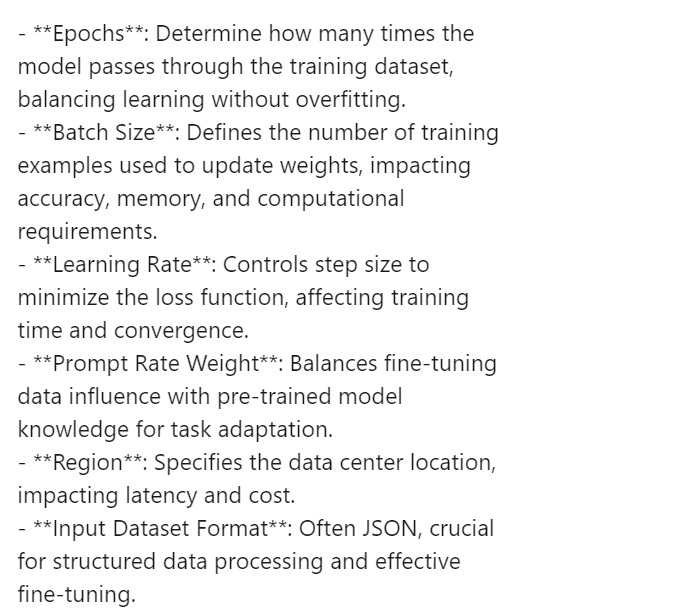 - **Epochs**: Determine how many times the
model passes through the training dataset,
balancing learning without overfitting.
- **Batch Size**: Defines the number of training
examples used to update weights, impacting
accuracy, memory, and computational
requirements.
- **Learning Rate**: Controls step size to
minimize the loss function, affecting training
time and convergence.
- **Prompt Rate Weight**: Balances fine-tuning
data influence with pre-trained model
knowledge for task adaptation.
- **Region**: Specifies the data center location,
impacting latency and cost.
- **Input Dataset Format**: Often JSON, crucial
for structured data processing and effective
fine-tuning.